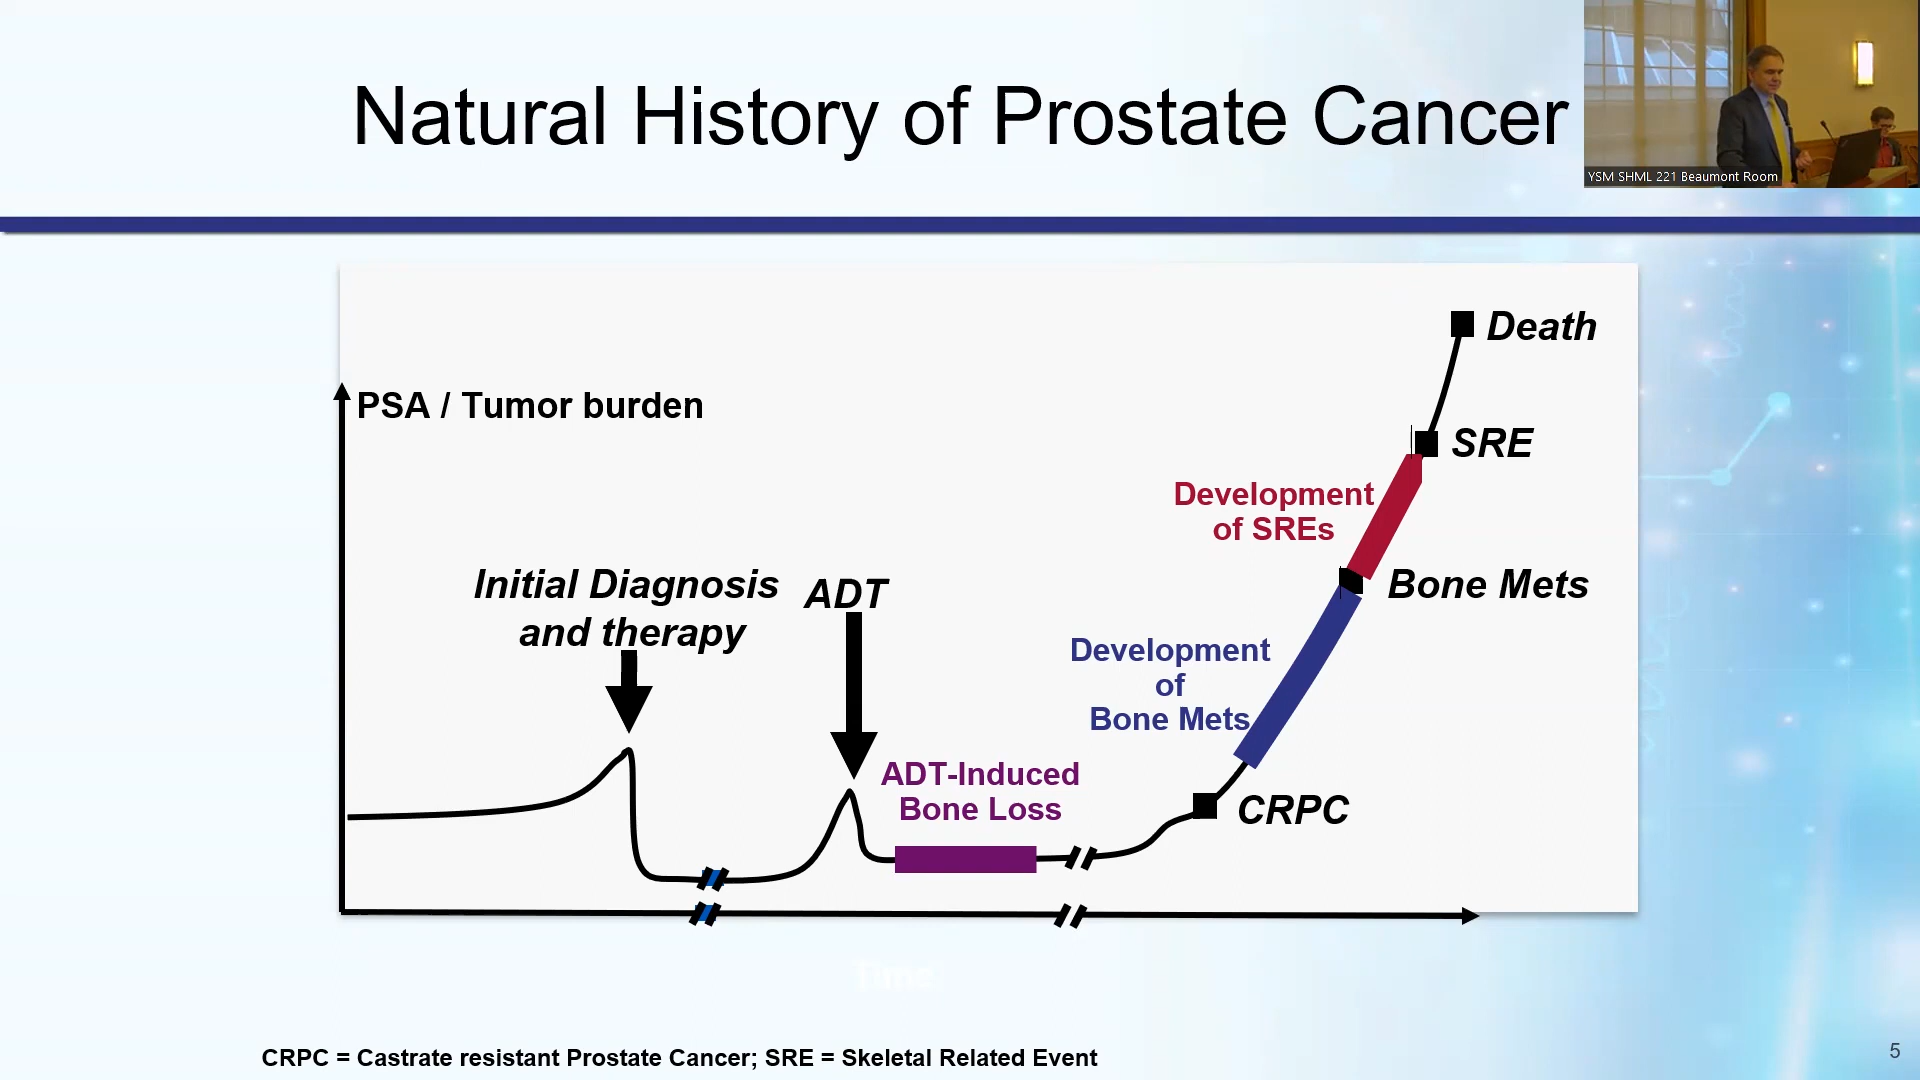 Natural History of Prostate Cancer
YSM SHML 221 Beaumont Room
Death
PSA / Tumor burden
SRE
Development
of SREs
Initial Diagnosis
and therapy
ADT
Bone Mets
Development
of
Bone Mets
ADT-Induced
Bone Loss
CRPC
Time
CRPC = Castrate resistant Prostate Cancer; SRE = Skeletal Related Event
5